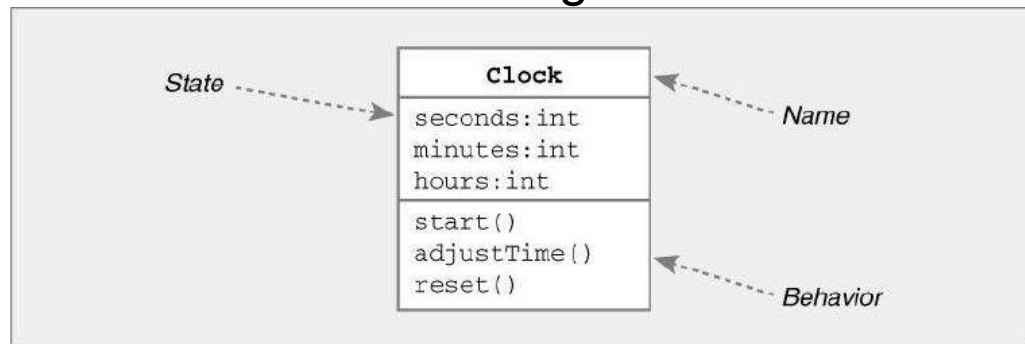 Clock
State
Name
seconds:int
minutes:int
hours:int
start()
adjustTime()
reset()
Behavior